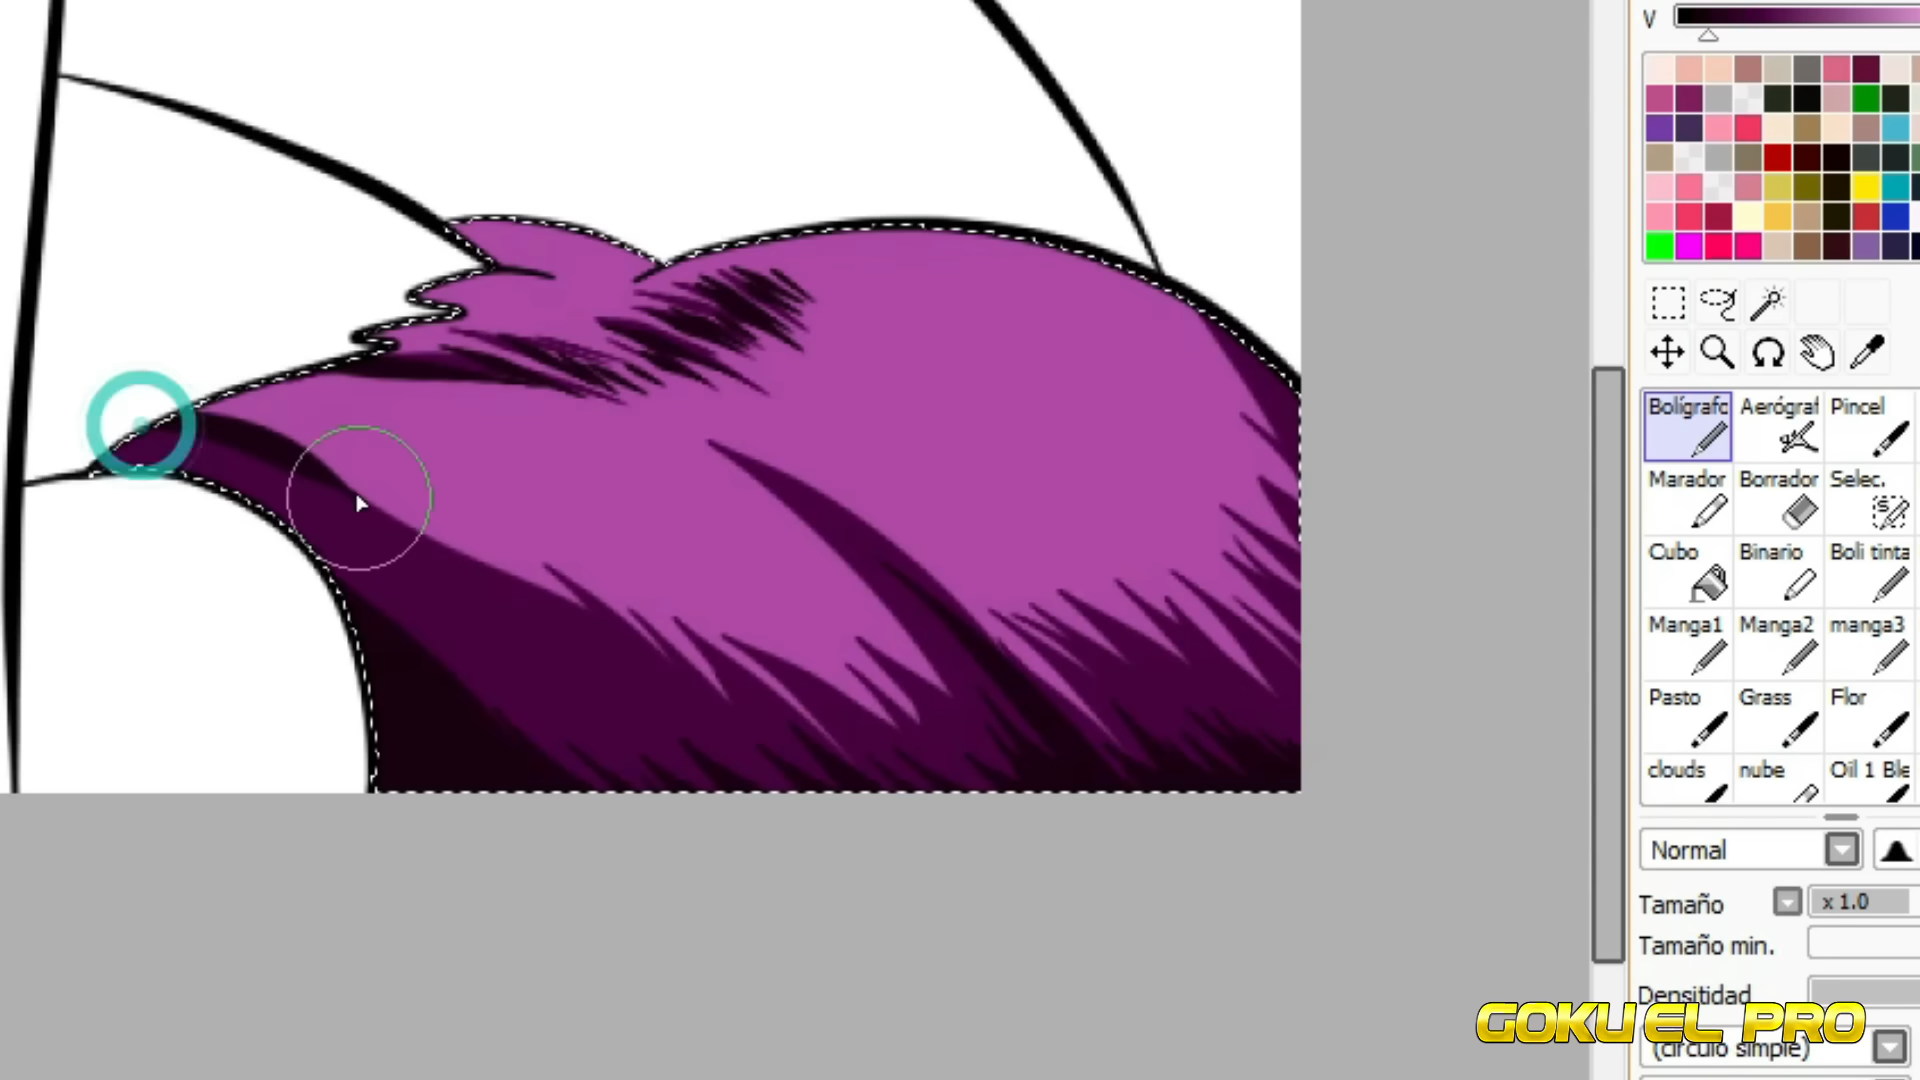 V
Bolígrafc Aerógraf Pincel
Marador Borrador Selec.
Cubo Binario Boli tinta
Manga1 Manga2 manga3
Pasto Grass Flor
clouds nube Oil 1 Ble
Normal
Tamaño x 1.0
Tamaño min.
Densitidad
GOKU EL PRO
(círculo simple)